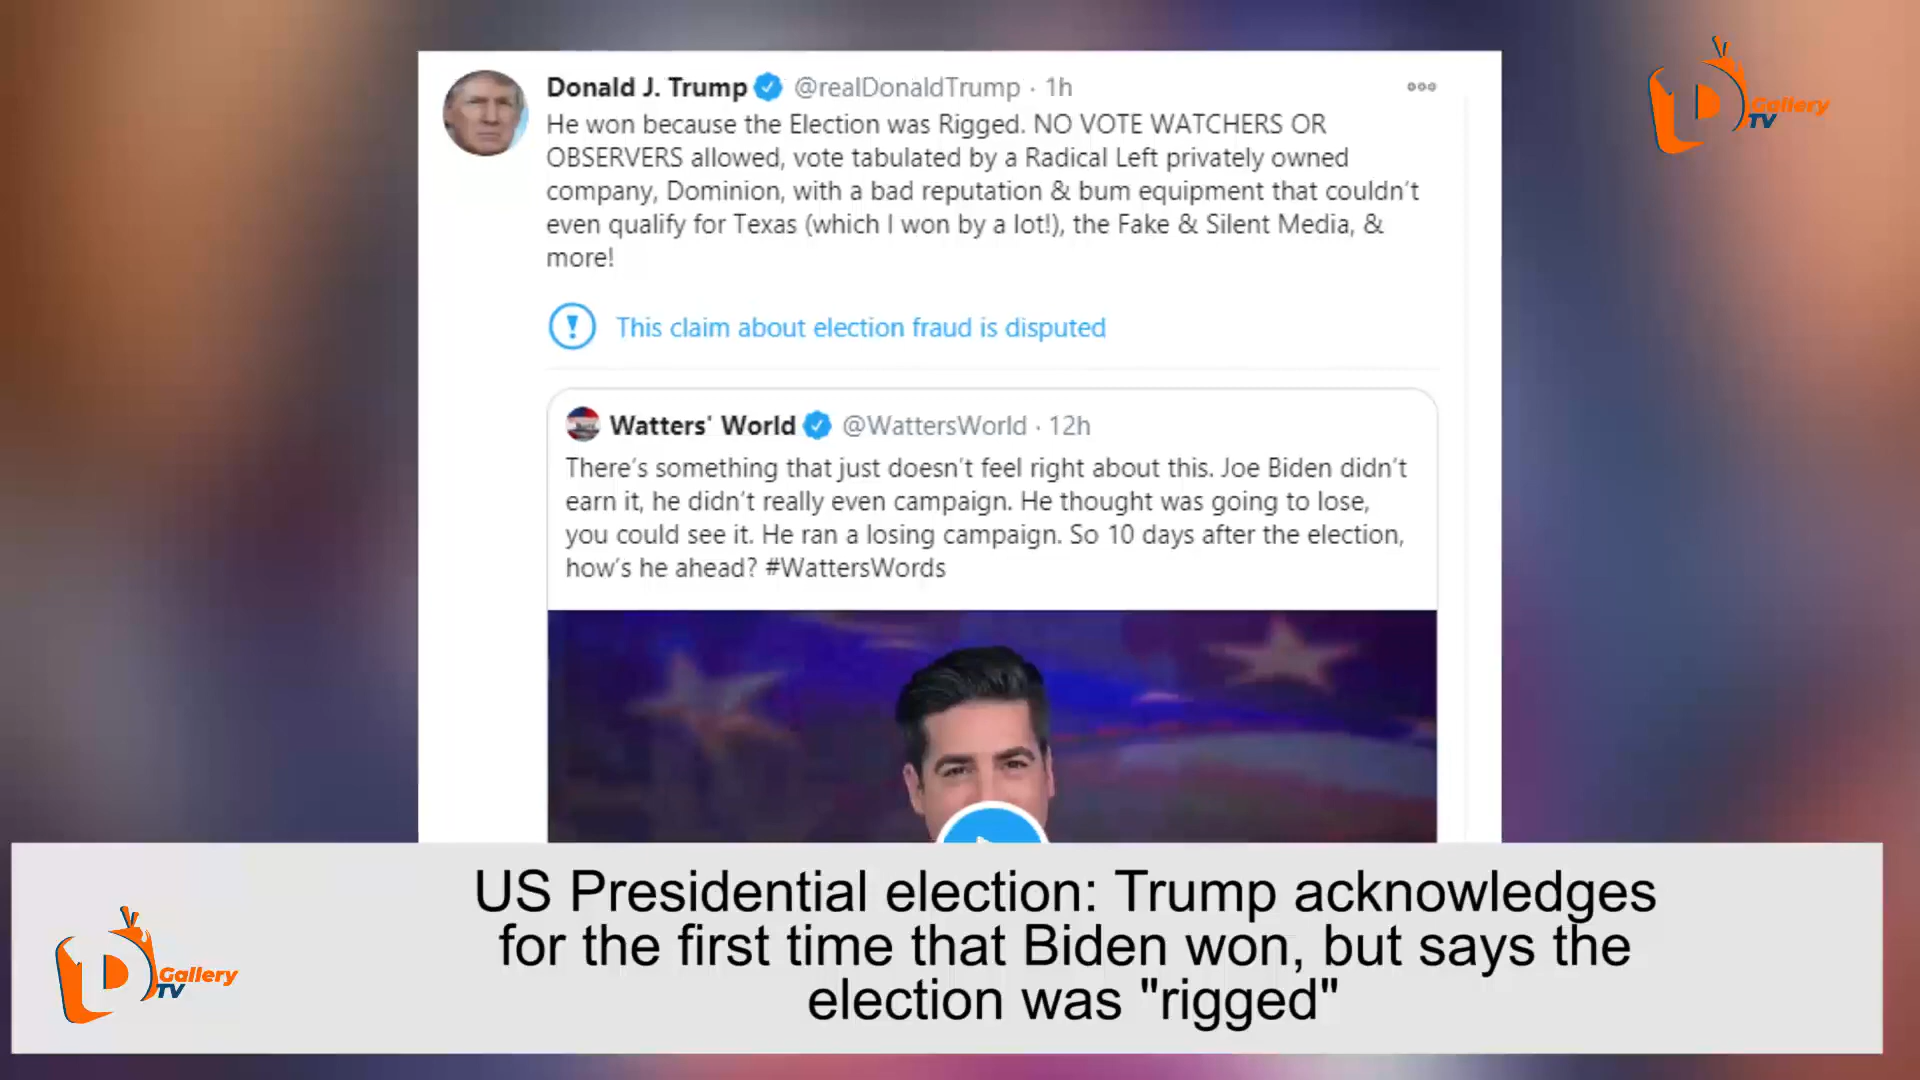 Donald J. Trump @realDonaldTrump · 1h
He won because the Election was Rigged. NO VOTE WATCHERS OR
OBSERVERS allowed, vote tabulated by a Radical Left privately owned
company, Dominion, with a bad reputation & bum equipment that couldn't
even qualify for Texas (which I won by a lot!), the Fake & Silent Media, &
more!
This claim about election fraud is disputed
Watters' World @WattersWorld · 12h
There's something that just doesn't feel right about this. Joe Biden didn't
earn it, he didn't really even campaign. He thought was going to lose,
you could see it. He ran a losing campaign. So 10 days after the election,
how's he ahead? #WattersWords
Gallery
TV
US Presidential election: Trump acknowledges
for the first time that Biden won, but says the
election was "rigged"
Gallery
TV